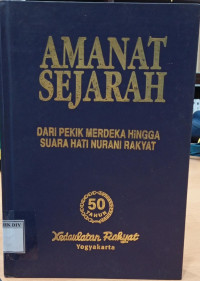 AMANAT
SEJARAH
DARI PEKIK MERDEKA HINGGA
SUARA HATI NURANI RAKYAT
50
TAHUN
Kedaulatan Rakyat
Yogyakarta